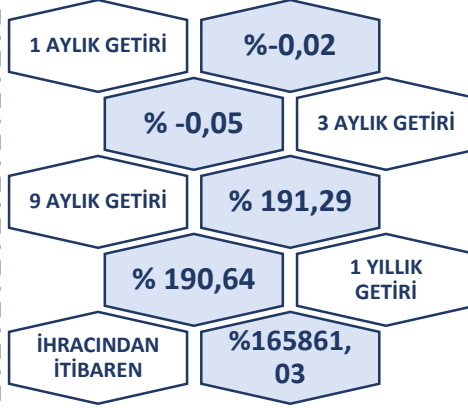 1 AYLIK GETİRİ
%-0,02
% -0,05
3 AYLIK GETİRİ
9 AYLIK GETİRİ
% 191,29
% 190,64
1 YILLIK
GETİRİ
İHRACINDAN
İTİBAREN
%165861,
03